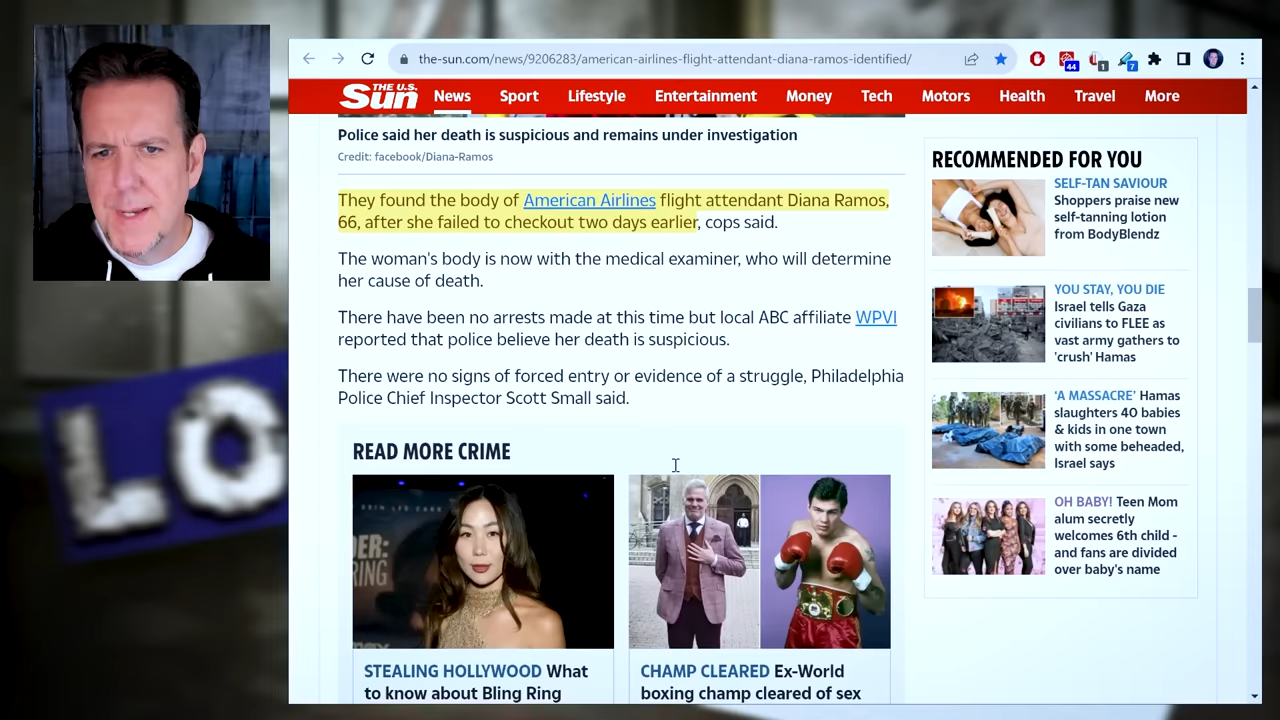 the-sun.com/news/9206283/american-airlines-flight-attendant-diana-ramos-identified/
44
1
7
THE U.S.
Sun
News Sport Lifestyle Entertainment Money Tech Motors Health Travel More
Police said her death is suspicious and remains under investigation
Credit: facebook/Diana-Ramos
They found the body of American Airlines flight attendant Diana Ramos,
66, after she failed to checkout two days earlier, cops said.
The woman's body is now with the medical examiner, who will determine
her cause of death.
There have been no arrests made at this time but local ABC affiliate WPVI
reported that police believe her death is suspicious.
There were no signs of forced entry or evidence of a struggle, Philadelphia
Police Chief Inspector Scott Small said.
READ MORE CRIME
STEALING HOLLYWOOD What
to know about Bling Ring
CHAMP CLEARED Ex-World
boxing champ cleared of sex
RECOMMENDED FOR YOU
SELF-TAN SAVIOUR
Shoppers praise new
self-tanning lotion
from BodyBlendz
YOU STAY, YOU DIE
Israel tells Gaza
civilians to FLEE as
vast army gathers to
'crush' Hamas
‘A MASSACRE’ Hamas
slaughters 40 babies
& kids in one town
with some beheaded,
Israel says
OH BABY! Teen Mom
alum secretly
welcomes 6th child -
and fans are divided
over baby's name
LO